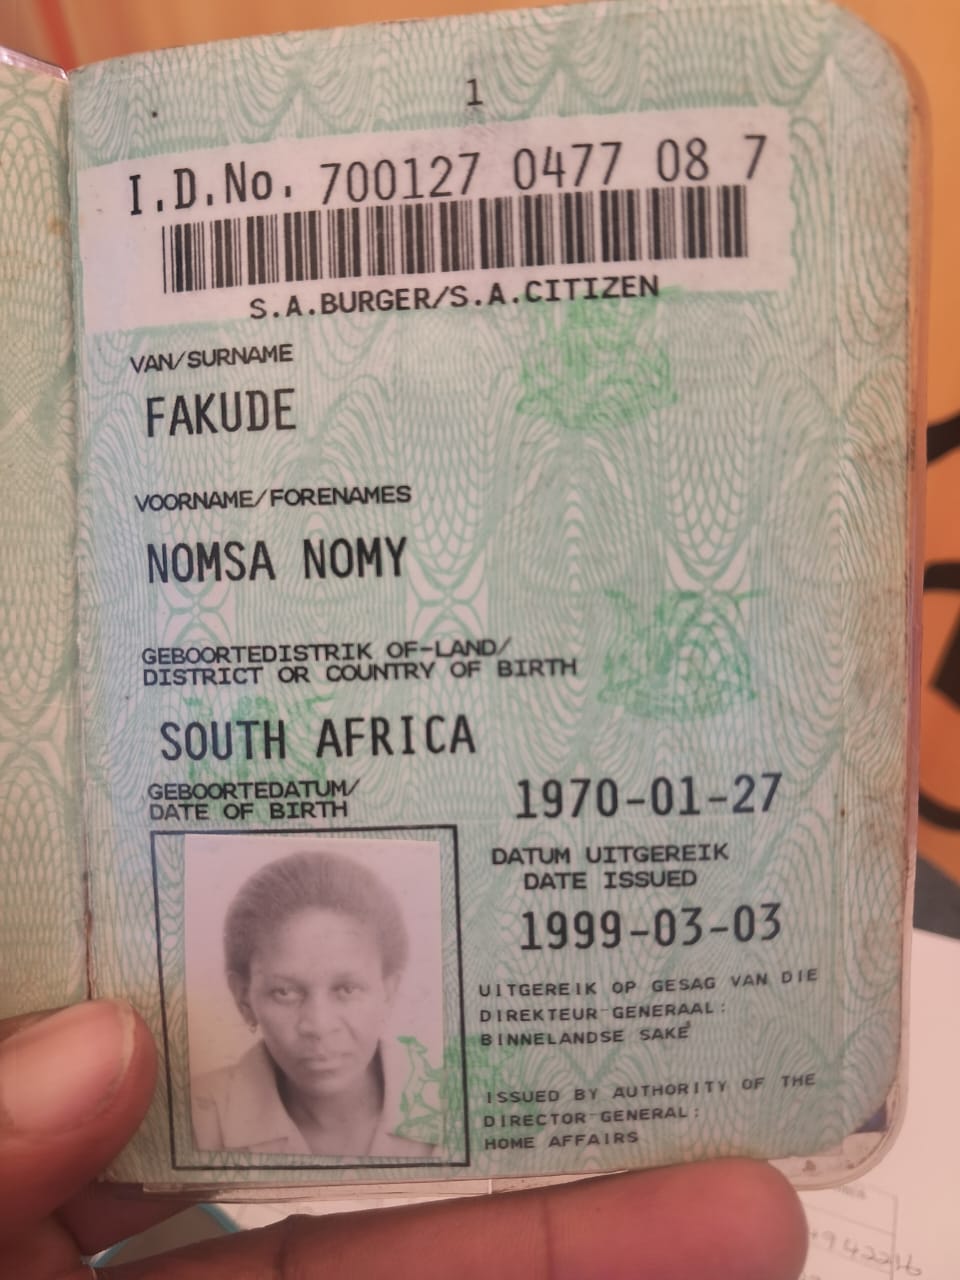 1
I.D.No. 700127 0477 08 7
S.A.BURGER/S.A.CITIZEN
VAN/SURNAME
FAKUDE
VOORNAME/FORENAMES
NOMSA NOMY
GEBOORTEDISTRIK OF-LAND/
DISTRICT OR COUNTRY OF BIRTH
SOUTH AFRICA
GEBOORTEDATUM/
DATE OF BIRTH
1970-01-27
DATUM UITGEREIK
DATE ISSUED
1999-03-03
UITGEREIK OP GESAG VAN DIE
DIREKTEUR-GENERAAL:
BINNELANDSE SAKE
ISSUED BY AUTHORITY OF THE
DIRECTOR-GENERAL:
HOME AFFAIRS